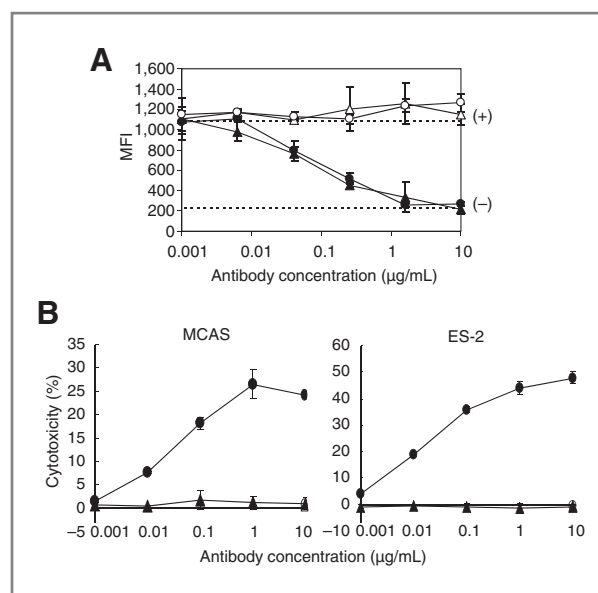 A
1,600
1,400
1,200
1,000
800
600
400
200
0
MFI
(+)
(–)
0.001 0.01 0.1 1 10
Antibody concentration (µg/mL)
B
MCAS
35
30
25
20
15
10
5
0
–5
Cytotoxicity (%)
0.001 0.01 0.1 1 10
ES-2
60
50
40
30
20
10
0
–10
0.001 0.01 0.1 1 10
Antibody concentration (µg/mL)